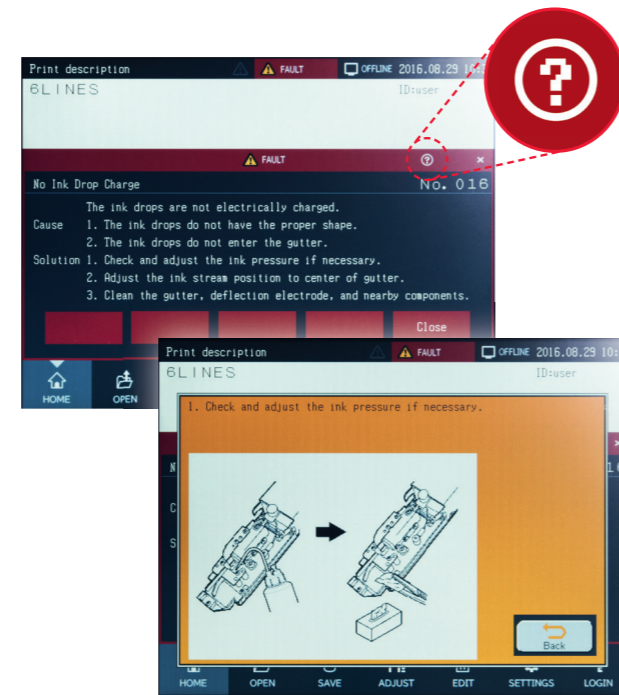 Print description
FAULT
OFFLINE 2016.08.29
6LINES
ID:user
?
FAULT
?
×
No Ink Drop Charge
No. 016
The ink drops are not electrically charged.
Cause 1. The ink drops do not have the proper shape.
2. The ink drops do not enter the gutter.
Solution 1. Check and adjust the ink pressure if necessary.
2. Adjust the ink stream position to center of gutter.
3. Clean the gutter, deflection electrode, and nearby components.
Close
HOME
OPEN
Print description
FAULT
OFFLINE 2016.08.29 10:
6LINES
ID:user
1. Check and adjust the ink pressure if necessary.
Back
HOME
OPEN
SAVE
ADJUST
EDIT
SETTINGS
LOGIN